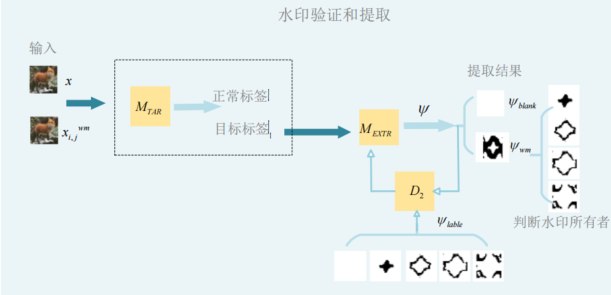 水印验证和提取
输入
x
x_{i,j}^{wm}
M_{TAR}
正常标签
目标标签
M_{EXTR}
ψ
提取结果
ψ_{blank}
ψ_{wm}
D_2
ψ_{lable}
判断水印所有者